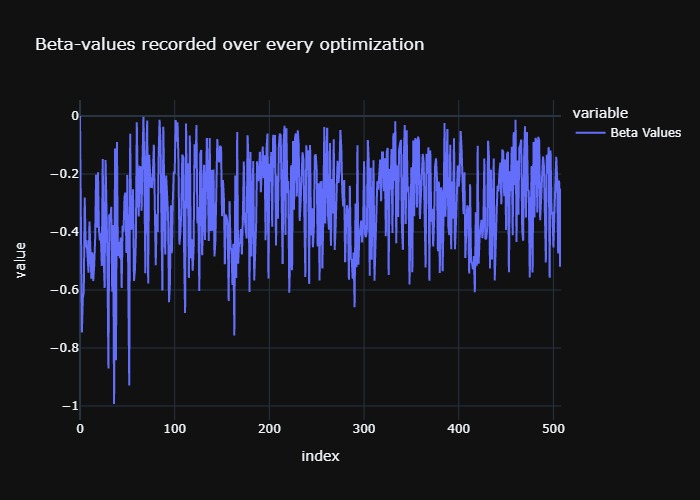 Beta-values recorded over every optimization
variable
Beta Values
0
−0.2
−0.4
−0.6
−0.8
−1
value
0
100
200
300
400
500
index